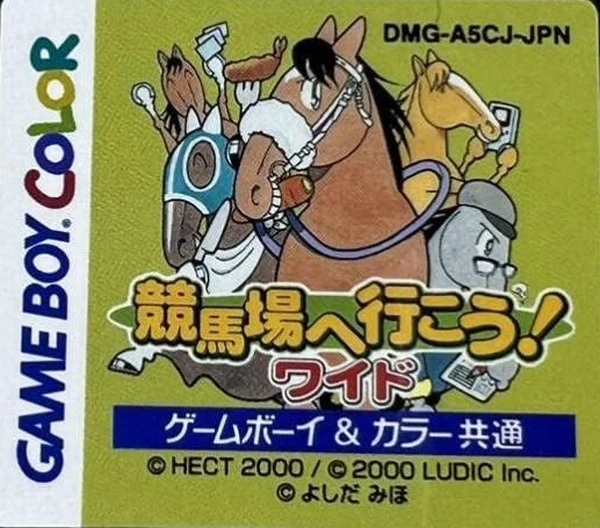 GAME BOY COLOR
DMG-A5CJ-JPN
競馬場へ行こう!
ワイド
ゲームボーイ & カラー共通
©HECT 2000 / ©2000 LUDIC Inc.
©よしだ みほ